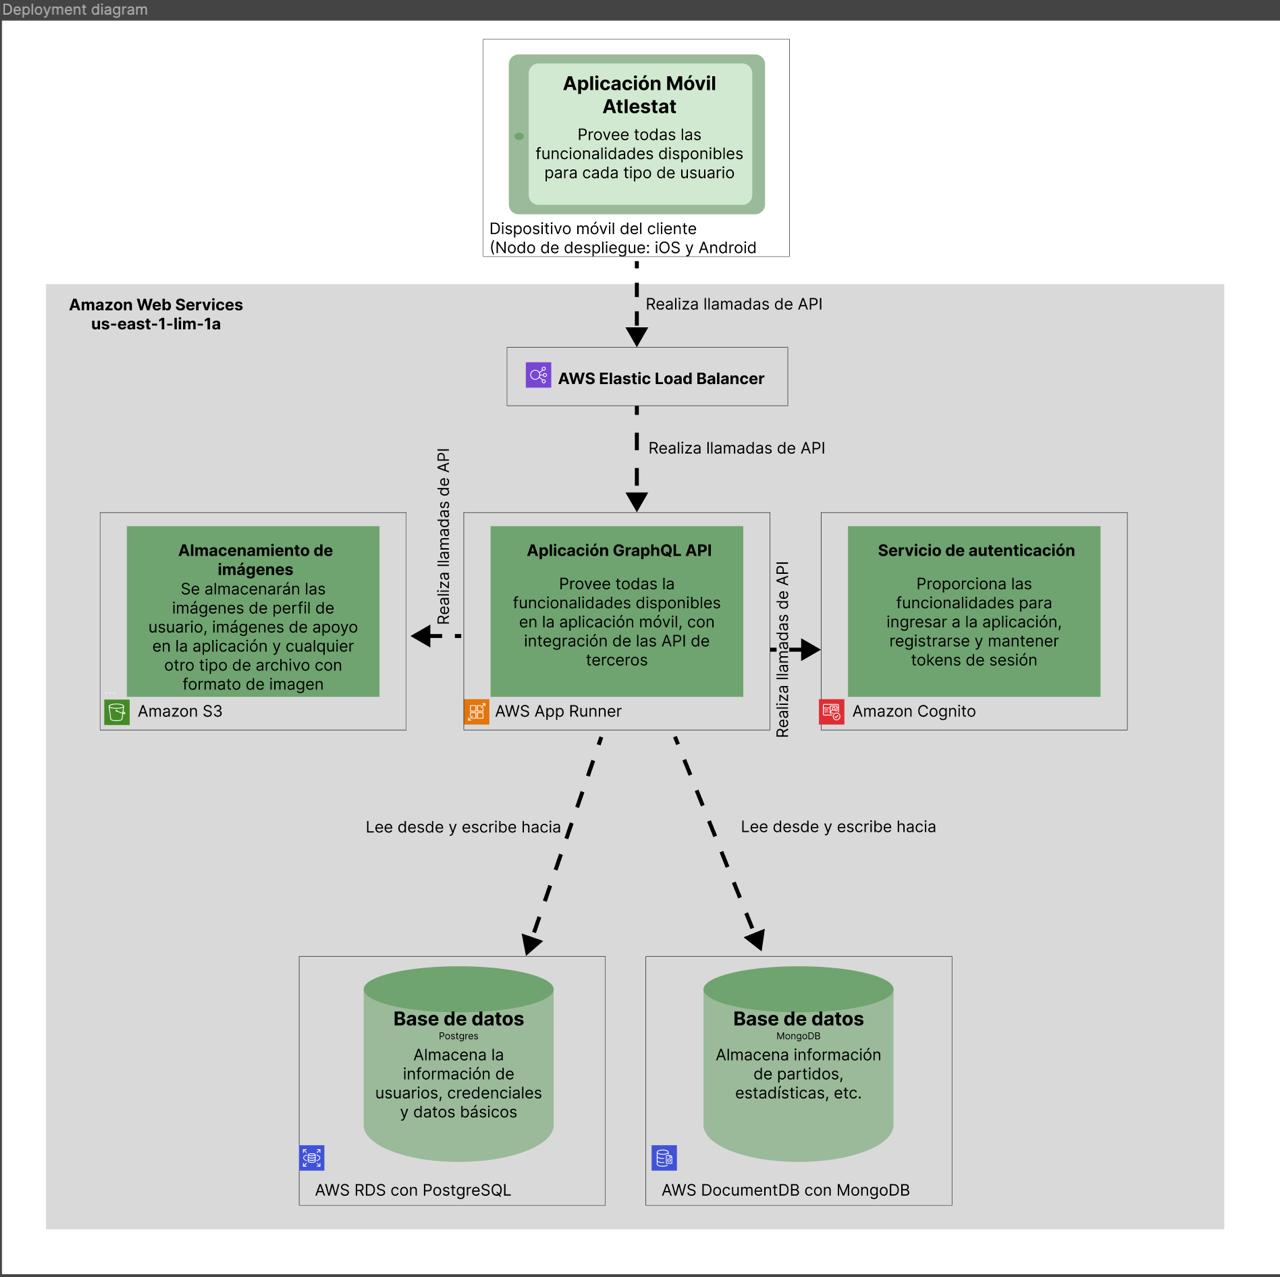 Deployment diagram
Aplicación Móvil
Atlestat
Provee todas las
funcionalidades disponibles
para cada tipo de usuario
Dispositivo móvil del cliente
(Nodo de despliegue: iOS y Android
Amazon Web Services
us-east-1-lim-1a
Realiza llamadas de API
AWS Elastic Load Balancer
Realiza llamadas de API
Almacenamiento de
imágenes
Se almacenarán las
imágenes de perfil de
usuario, imágenes de apoyo
en la aplicación y cualquier
otro tipo de archivo con
formato de imagen
Amazon S3
Realiza llamadas de API
Aplicación GraphQL API
Provee todas la
funcionalidades disponibles
en la aplicación móvil, con
integración de las API de
terceros
AWS App Runner
Realiza llamadas de API
Servicio de autenticación
Proporciona las
funcionalidades para
ingresar a la aplicación,
registrarse y mantener
tokens de sesión
Amazon Cognito
Lee desde y escribe hacia
Lee desde y escribe hacia
Base de datos
Postgres
Almacena la
información de
usuarios, credenciales
y datos básicos
AWS RDS con PostgreSQL
Base de datos
MongoDB
Almacena información
de partidos,
estadísticas, etc.
AWS DocumentDB con MongoDB